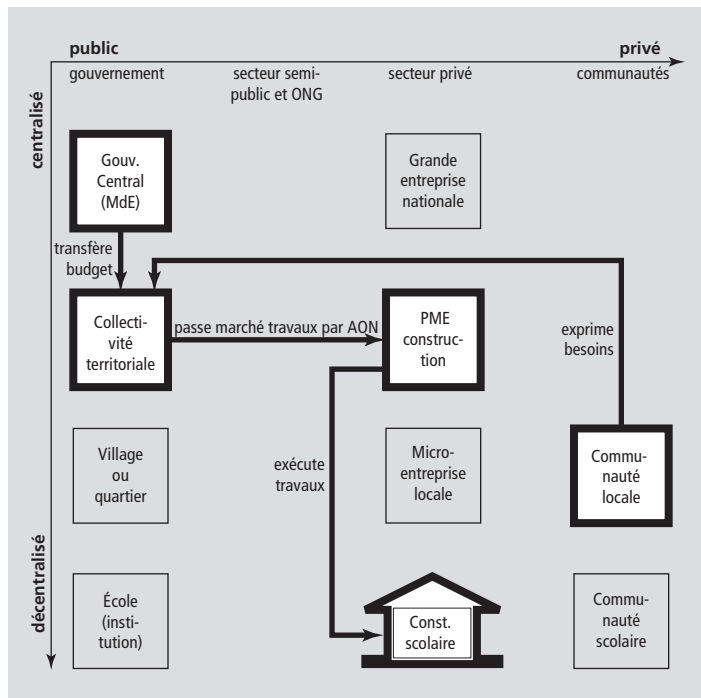 public
privé
gouvernement
secteur semi-
public et ONG
secteur privé
communautés
centralisé
Gouv.
Central
(MdE)
Grande
entreprise
nationale
transfère
budget
Collecti-
vité
territoriale
passe marché travaux par AON
PME
construc-
tion
exprime
besoins
Village
ou
quartier
exécute
travaux
Micro-
entreprise
locale
Commu-
nauté
locale
décentralisé
École
(insti-
tution)
Const.
scolaire
Commu-
nauté
scolaire